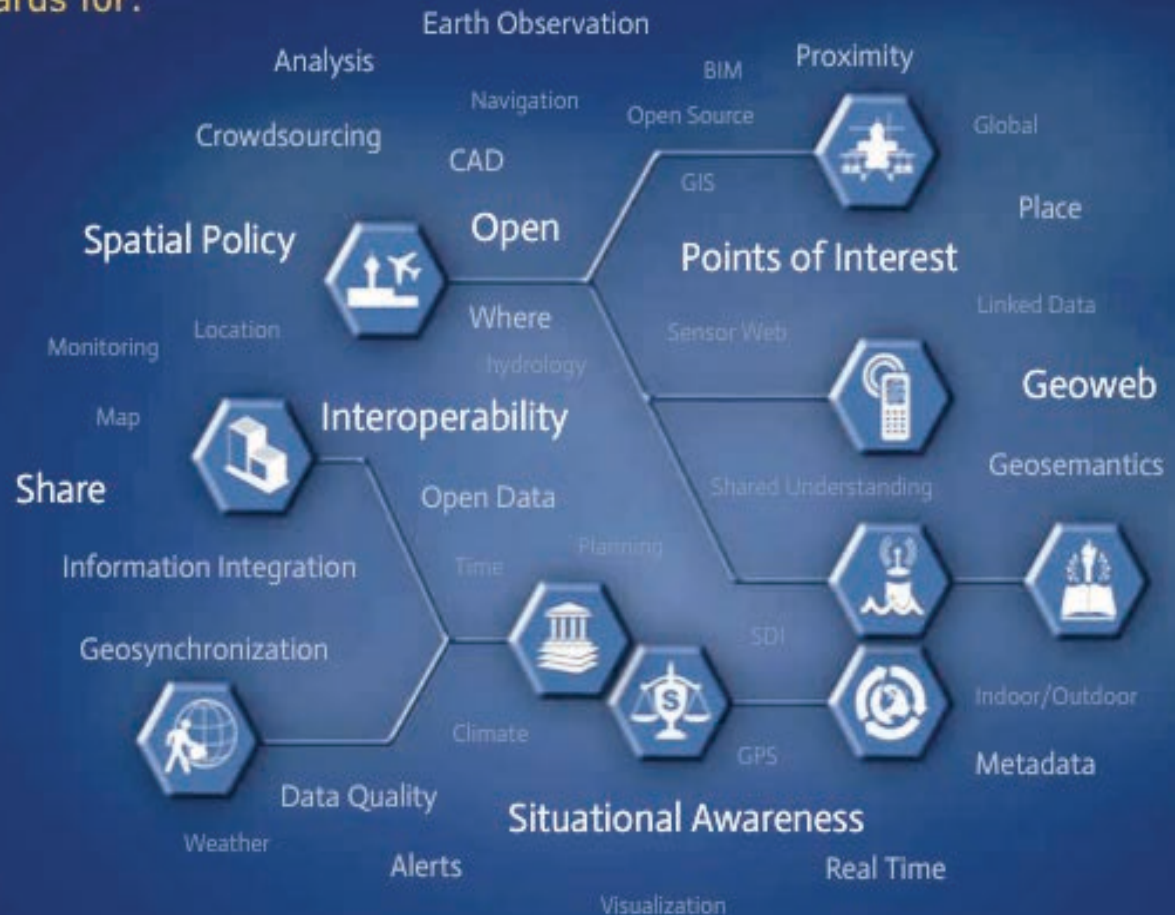 ards for:
Earth Observation
Analysis
BIM
Proximity
Navigation
Open Source
Global
Crowdsourcing
CAD
GIS
Place
Spatial Policy
Open
Points of Interest
Linked Data
Where
Location
Sensor Web
Monitoring
hydrology
Geoweb
Map
Interoperability
Geosemantics
Share
Open Data
Shared Understanding
Planning
Information Integration
Time
SDI
Geosynchronization
S
Indoor/Outdoor
Climate
GPS
Metadata
Data Quality
Situational Awareness
Weather
Alerts
Real Time
Visualization